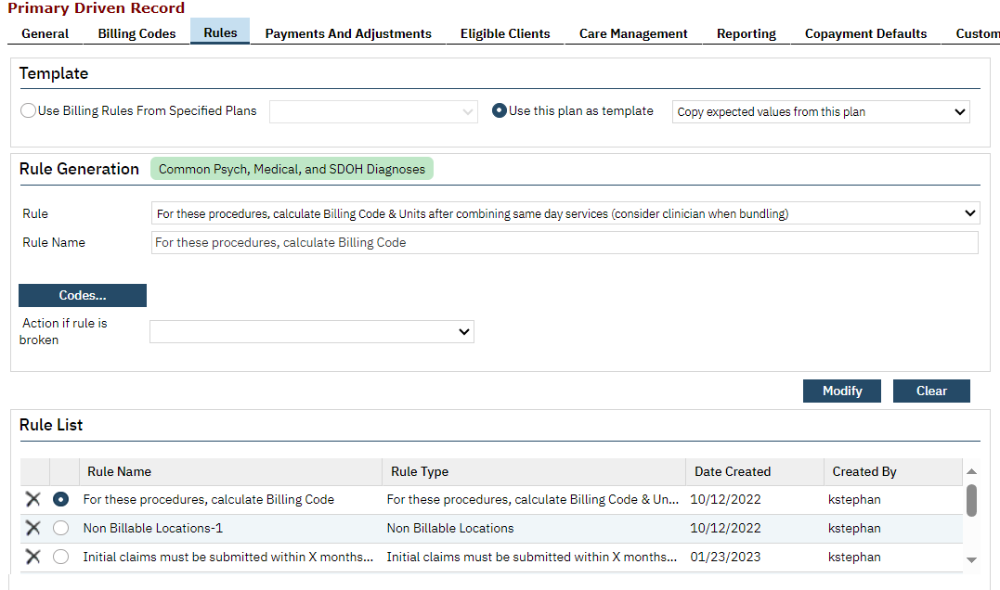 Primary Driven Record
General Billing Codes Rules Payments And Adjustments Eligible Clients Care Management Reporting Copayment Defaults Custom
Template
Use Billing Rules From Specified Plans Use this plan as template Copy expected values from this plan
Rule Generation Common Psych, Medical, and SDOH Diagnoses
Rule For these procedures, calculate Billing Code & Units after combining same day services (consider clinician when bundling)
Rule Name For these procedures, calculate Billing Code
Codes...
Action if rule is
broken
Modify Clear
Rule List
Rule Name Rule Type Date Created Created By
For these procedures, calculate Billing Code For these procedures, calculate Billing Code & Un... 10/12/2022 kstephan
Non Billable Locations-1 Non Billable Locations 10/12/2022 kstephan
Initial claims must be submitted within X months... Initial claims must be submitted within X months... 01/23/2023 kstephan